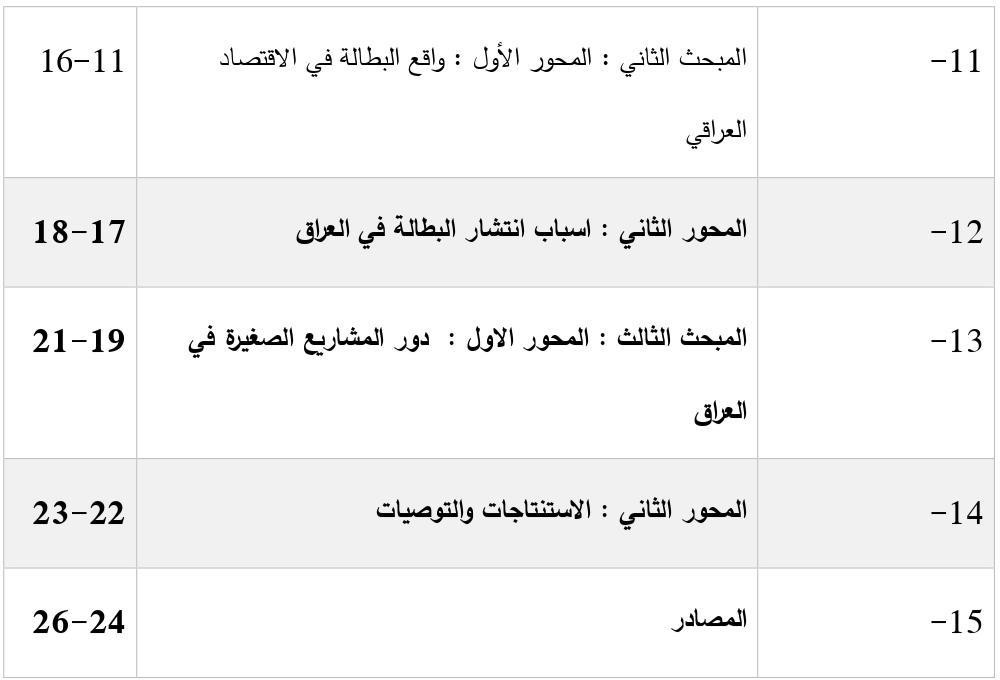 11- المبحث الثاني : المحور الأول : واقع البطالة في الاقتصاد 11-16
العراقي
12- المحور الثاني : اسباب انتشار البطالة في العراق 17-18
13- المبحث الثالث : المحور الاول : دور المشاريع الصغيرة في 19-21
العراق
14- المحور الثاني : الاستنتاجات والتوصيات 22-23
15- المصادر 24-26